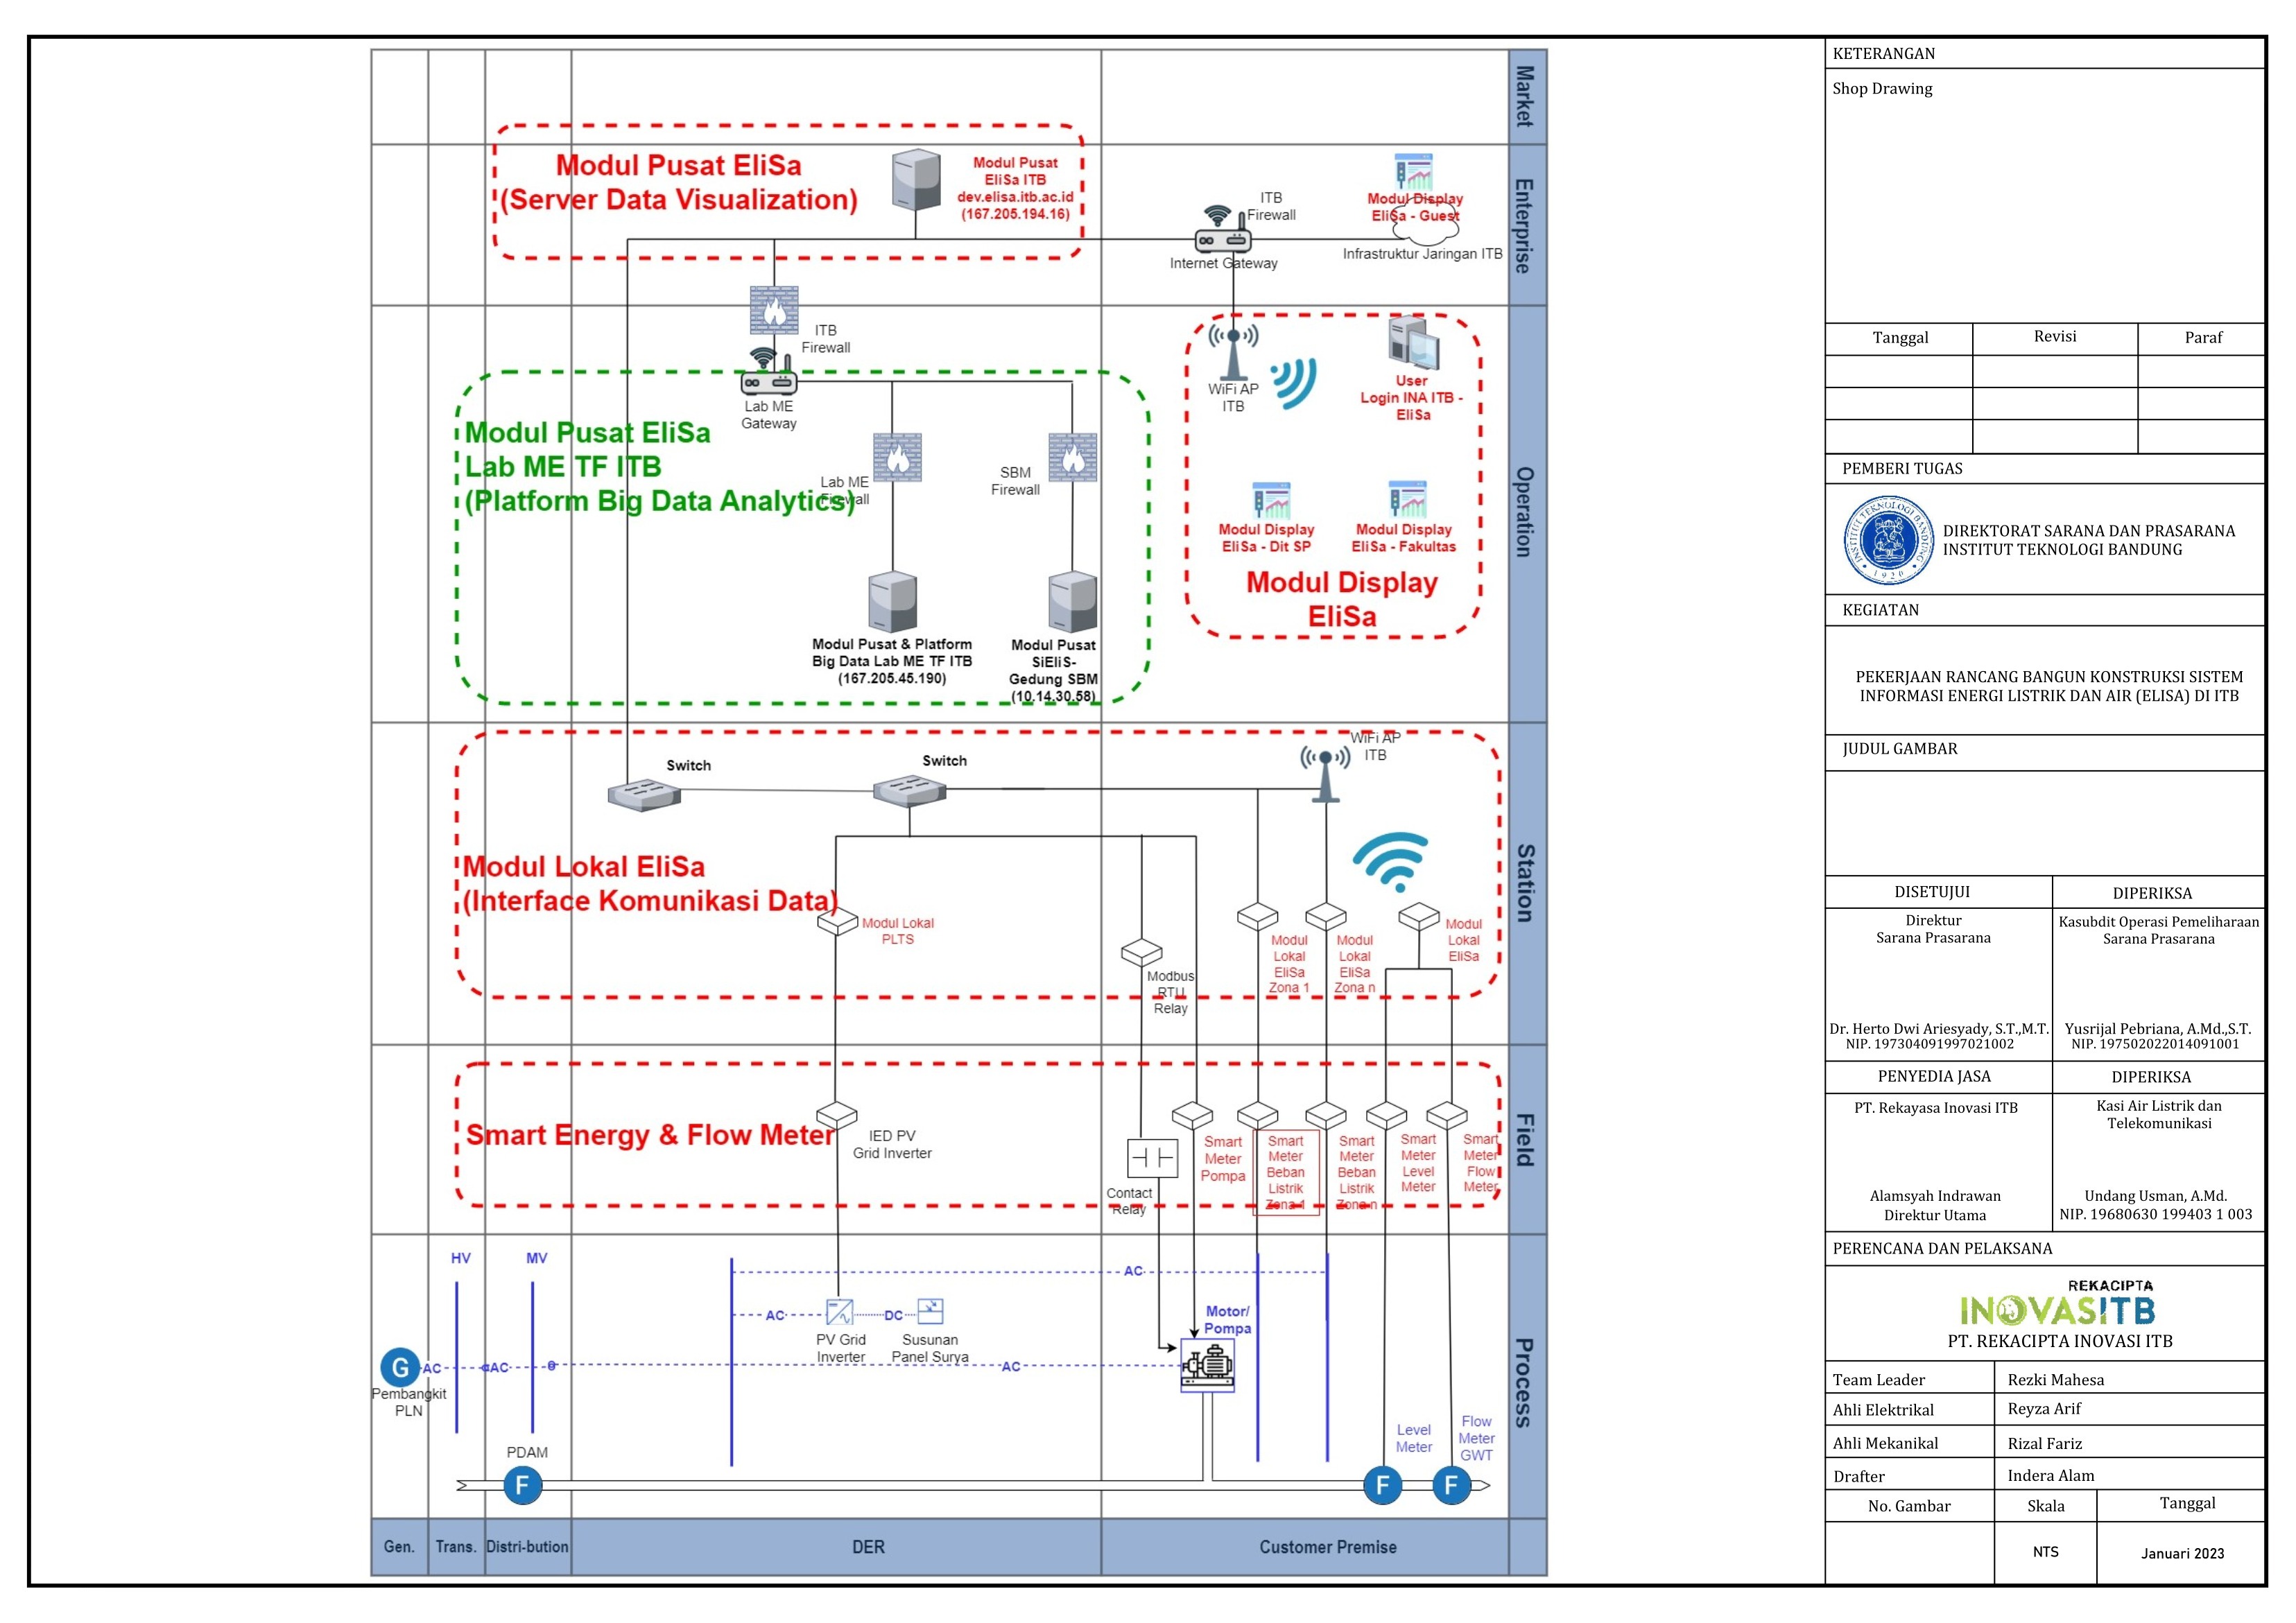 Market
Modul Pusat EliSa
(Server Data Visualization)
Modul Pusat
EliSa ITB
dev.elisa.itb.ac.id
(167.205.194.16)
ITB
Firewall
Internet Gateway
Modul Display
EliSa - Guest
Infrastruktur Jaringan ITB
Enterprise
ITB
Firewall
Lab ME
Gateway
Modul Pusat EliSa
Lab ME TF ITB
(Platform Big Data Analytics)
Lab ME
Firewall
SBM
Firewall
Modul Pusat & Platform
Big Data Lab ME TF ITB
(167.205.45.190)
Modul Pusat
SiEliS-
Gedung SBM
(10.14.30.58)
WiFi AP
ITB
User
Login INA ITB -
EliSa
Modul Display
EliSa - Dit SP
Modul Display
EliSa - Fakultas
Modul Display
EliSa
Operation
Switch
Switch
WiFi AP
ITB
Modul Lokal EliSa
(Interface Komunikasi Data)
Modul Lokal
PLTS
Modbus
RTU
Relay
Modul
Lokal
EliSa
Zona 1
Modul
Lokal
EliSa
Zona n
Modul
Lokal
EliSa
Station
Smart Energy & Flow Meter
IED PV
Grid Inverter
Contact
Relay
Smart
Meter
Pompa
Smart
Meter
Beban
Listrik
Zona 1
Smart
Meter
Beban
Listrik
Zona n
Smart
Meter
Level
Meter
Smart
Meter
Flow
Meter
Field
HV
MV
AC
AC
DC
PV Grid
Inverter
Susunan
Panel Surya
Motor/
Pompa
G
AC
AC
AC
Pembangkit
PLN
PDAM
F
Level
Meter
F
Flow
Meter
GWT
F
Process
Gen.
Trans.
Distri-bution
DER
Customer Premise
KETERANGAN
Shop Drawing
Tanggal
Revisi
Paraf
PEMBERI TUGAS
INSTITUT TEKNOLOGI BANDUNG
1920
DIREKTORAT SARANA DAN PRASARANA
INSTITUT TEKNOLOGI BANDUNG
KEGIATAN
PEKERJAAN RANCANG BANGUN KONSTRUKSI SISTEM
INFORMASI ENERGI LISTRIK DAN AIR (ELISA) DI ITB
JUDUL GAMBAR
DISETUJUI
DIPERIKSA
Direktur
Sarana Prasarana
Kasubdit Operasi Pemeliharaan
Sarana Prasarana
Dr. Herto Dwi Ariesyady, S.T.,M.T.
NIP. 197304091997021002
Yusrijal Pebriana, A.Md.,S.T.
NIP. 197502022014091001
PENYEDIA JASA
DIPERIKSA
PT. Rekayasa Inovasi ITB
Kasi Air Listrik dan
Telekomunikasi
Alamsyah Indrawan
Direktur Utama
Undang Usman, A.Md.
NIP. 19680630 199403 1 003
PERENCANA DAN PELAKSANA
REKACIPTA
INOVASITB
PT. REKACIPTA INOVASI ITB
Team Leader
Rezki Mahesa
Ahli Elektrikal
Reyza Arif
Ahli Mekanikal
Rizal Fariz
Drafter
Indera Alam
No. Gambar
Skala
Tanggal
NTS
Januari 2023